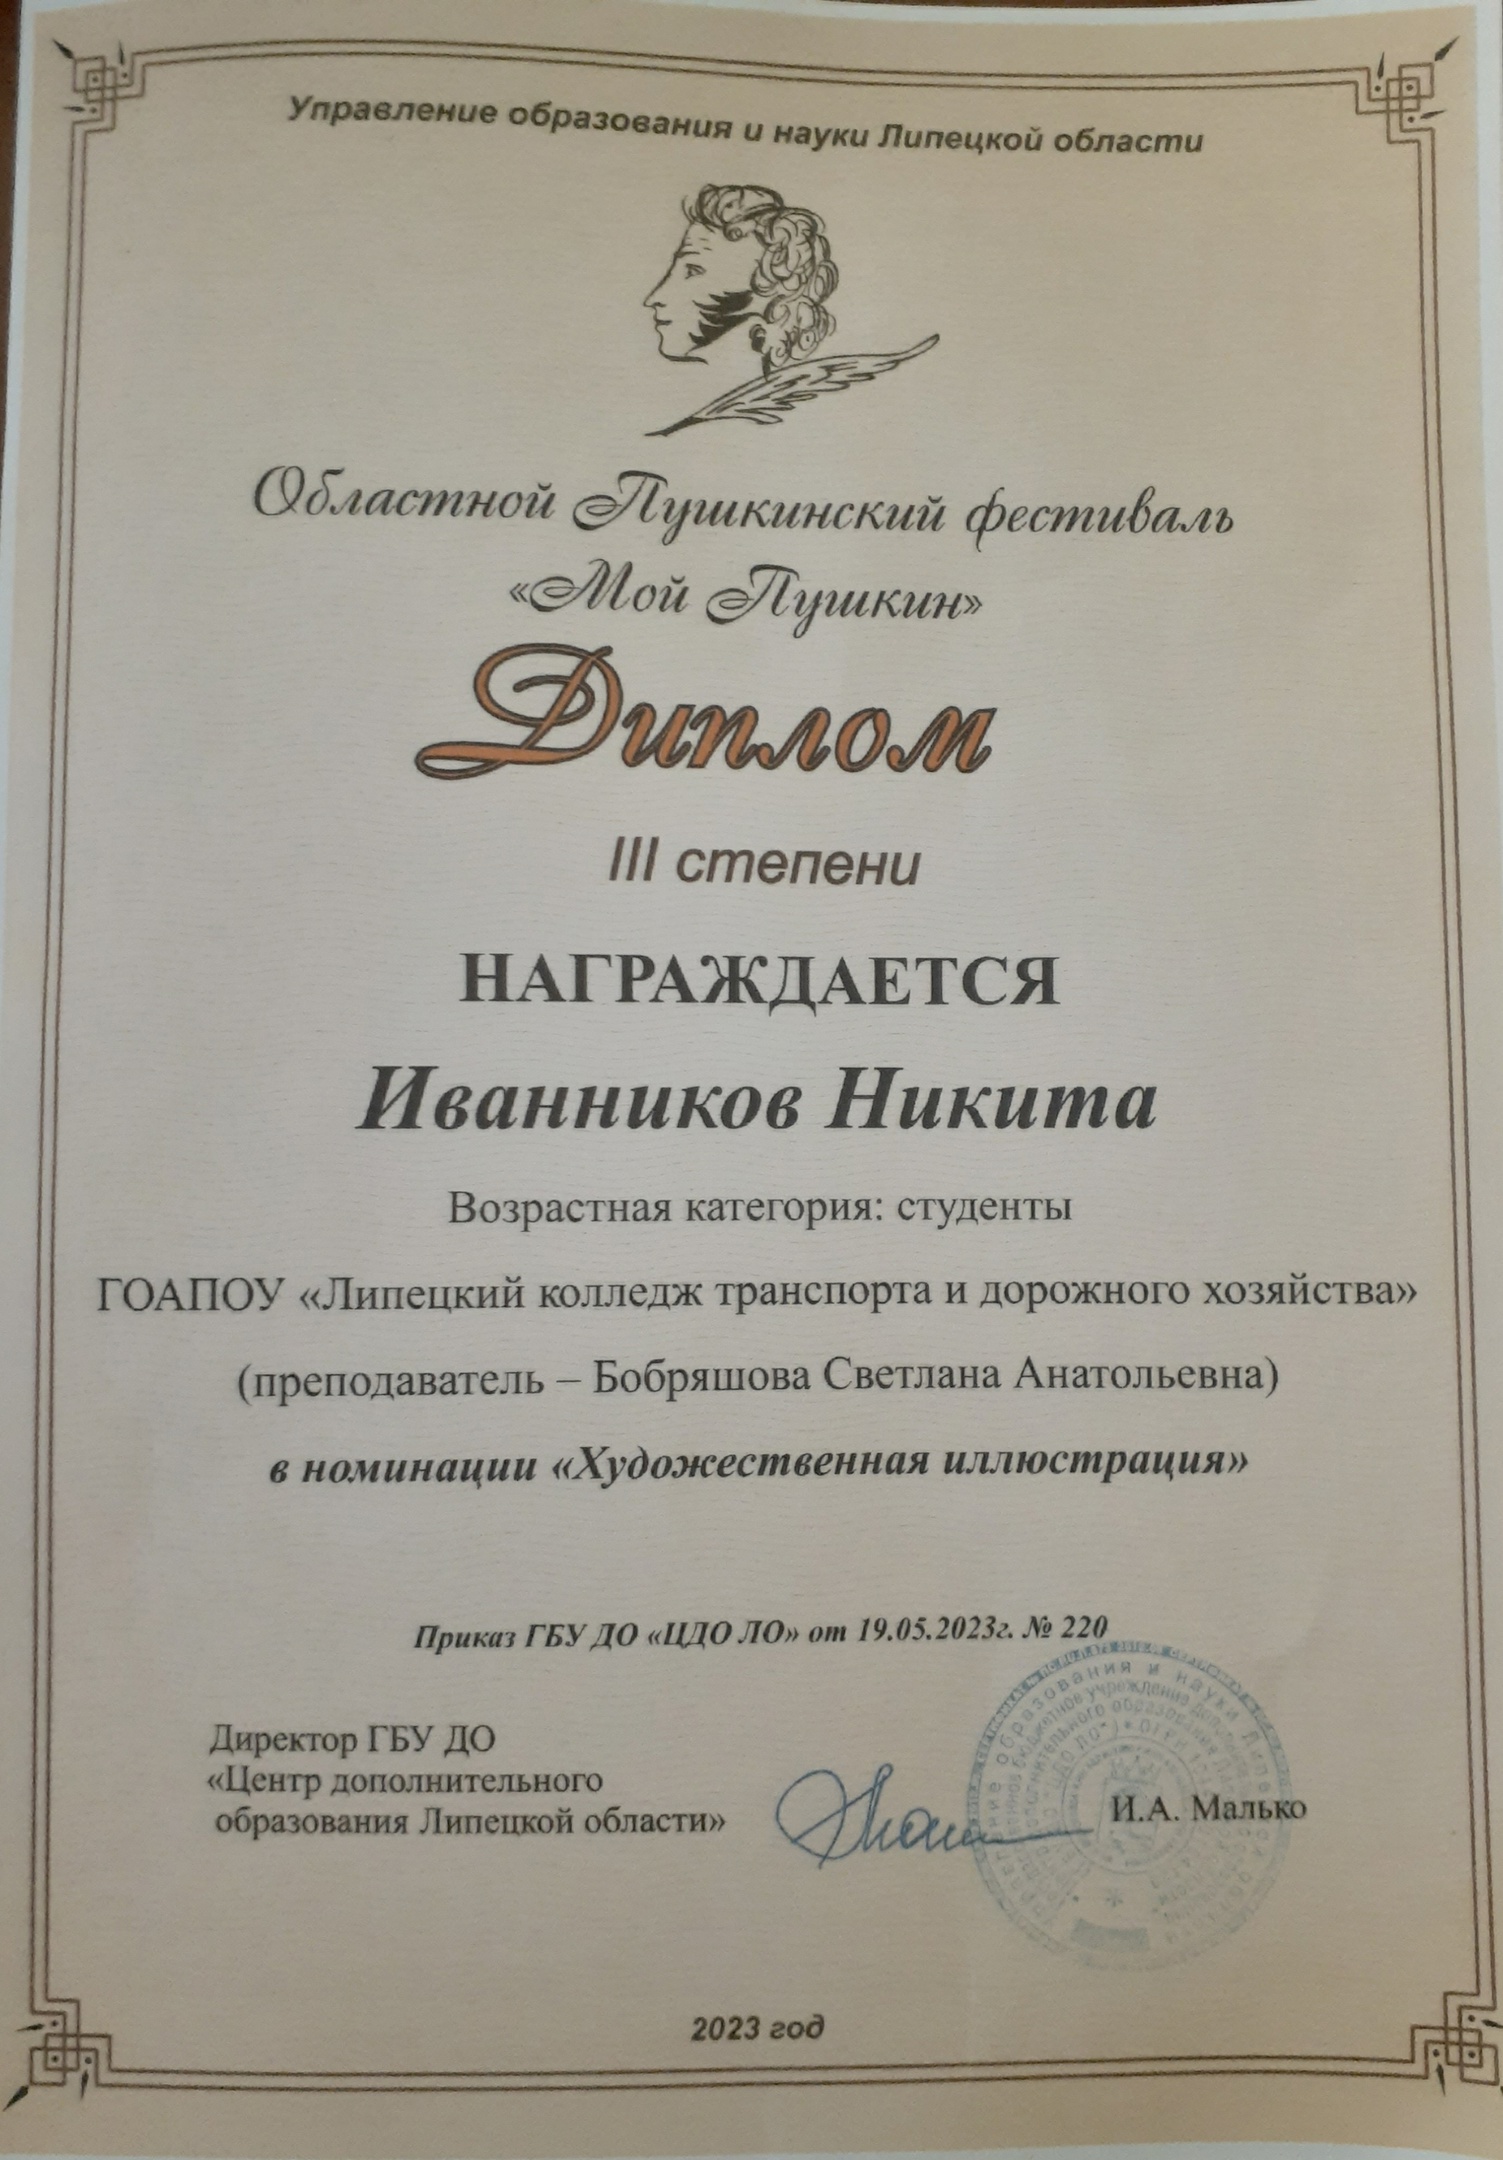 Управление образования и науки Липецкой области
Областной Пушкинский фестиваль
«Мой Пушкин»
Диплом
III степени
НАГРАЖДАЕТСЯ
Иванников Никита
Возрастная категория: студенты
ГОАПОУ «Липецкий колледж транспорта и дорожного хозяйства»
(преподаватель – Бобряшова Светлана Анатольевна)
в номинации «Художественная иллюстрация»
Приказ ГБУ ДО «ЦДО ЛО» от 19.05.2023г. № 220
Директор ГБУ ДО
«Центр дополнительного
образования Липецкой области»
И.А. Малько
2023 год